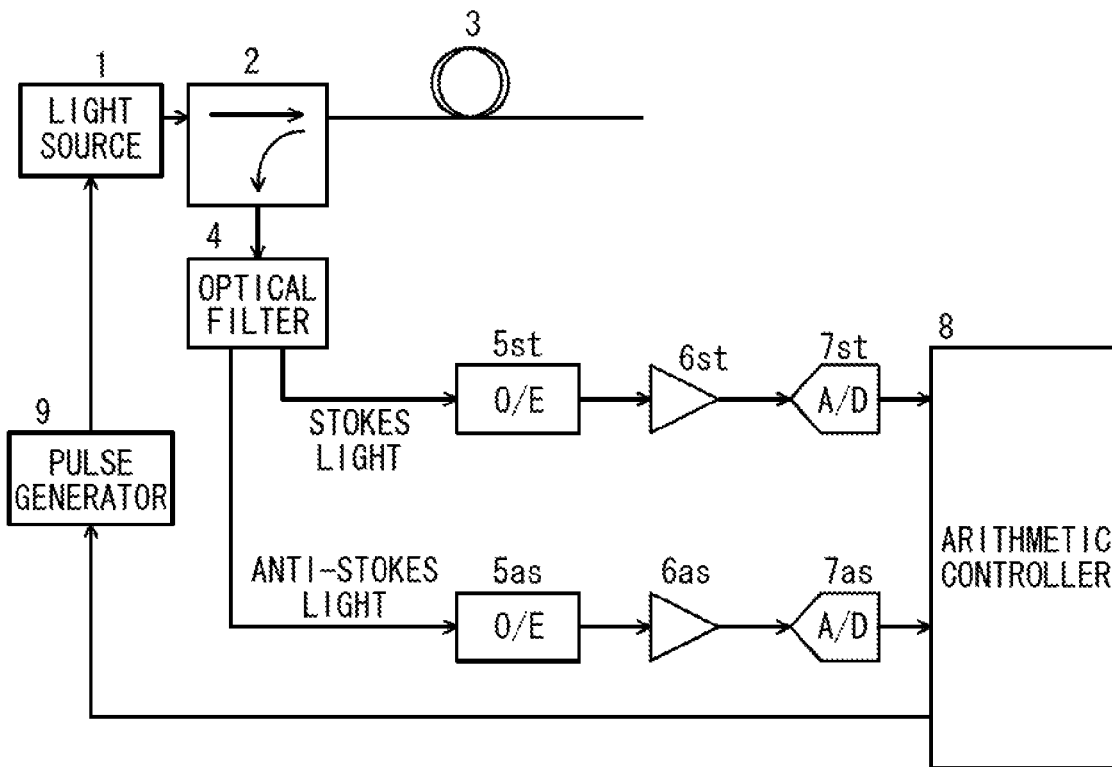 1
2
3
LIGHT
SOURCE
4
OPTICAL
FILTER
5st
6st
7st
8
O/E
A/D
STOKES
LIGHT
9
PULSE
GENERATOR
ANTI-STOKES
LIGHT
5as
6as
7as
O/E
A/D
ARITHMETIC
CONTROLLER